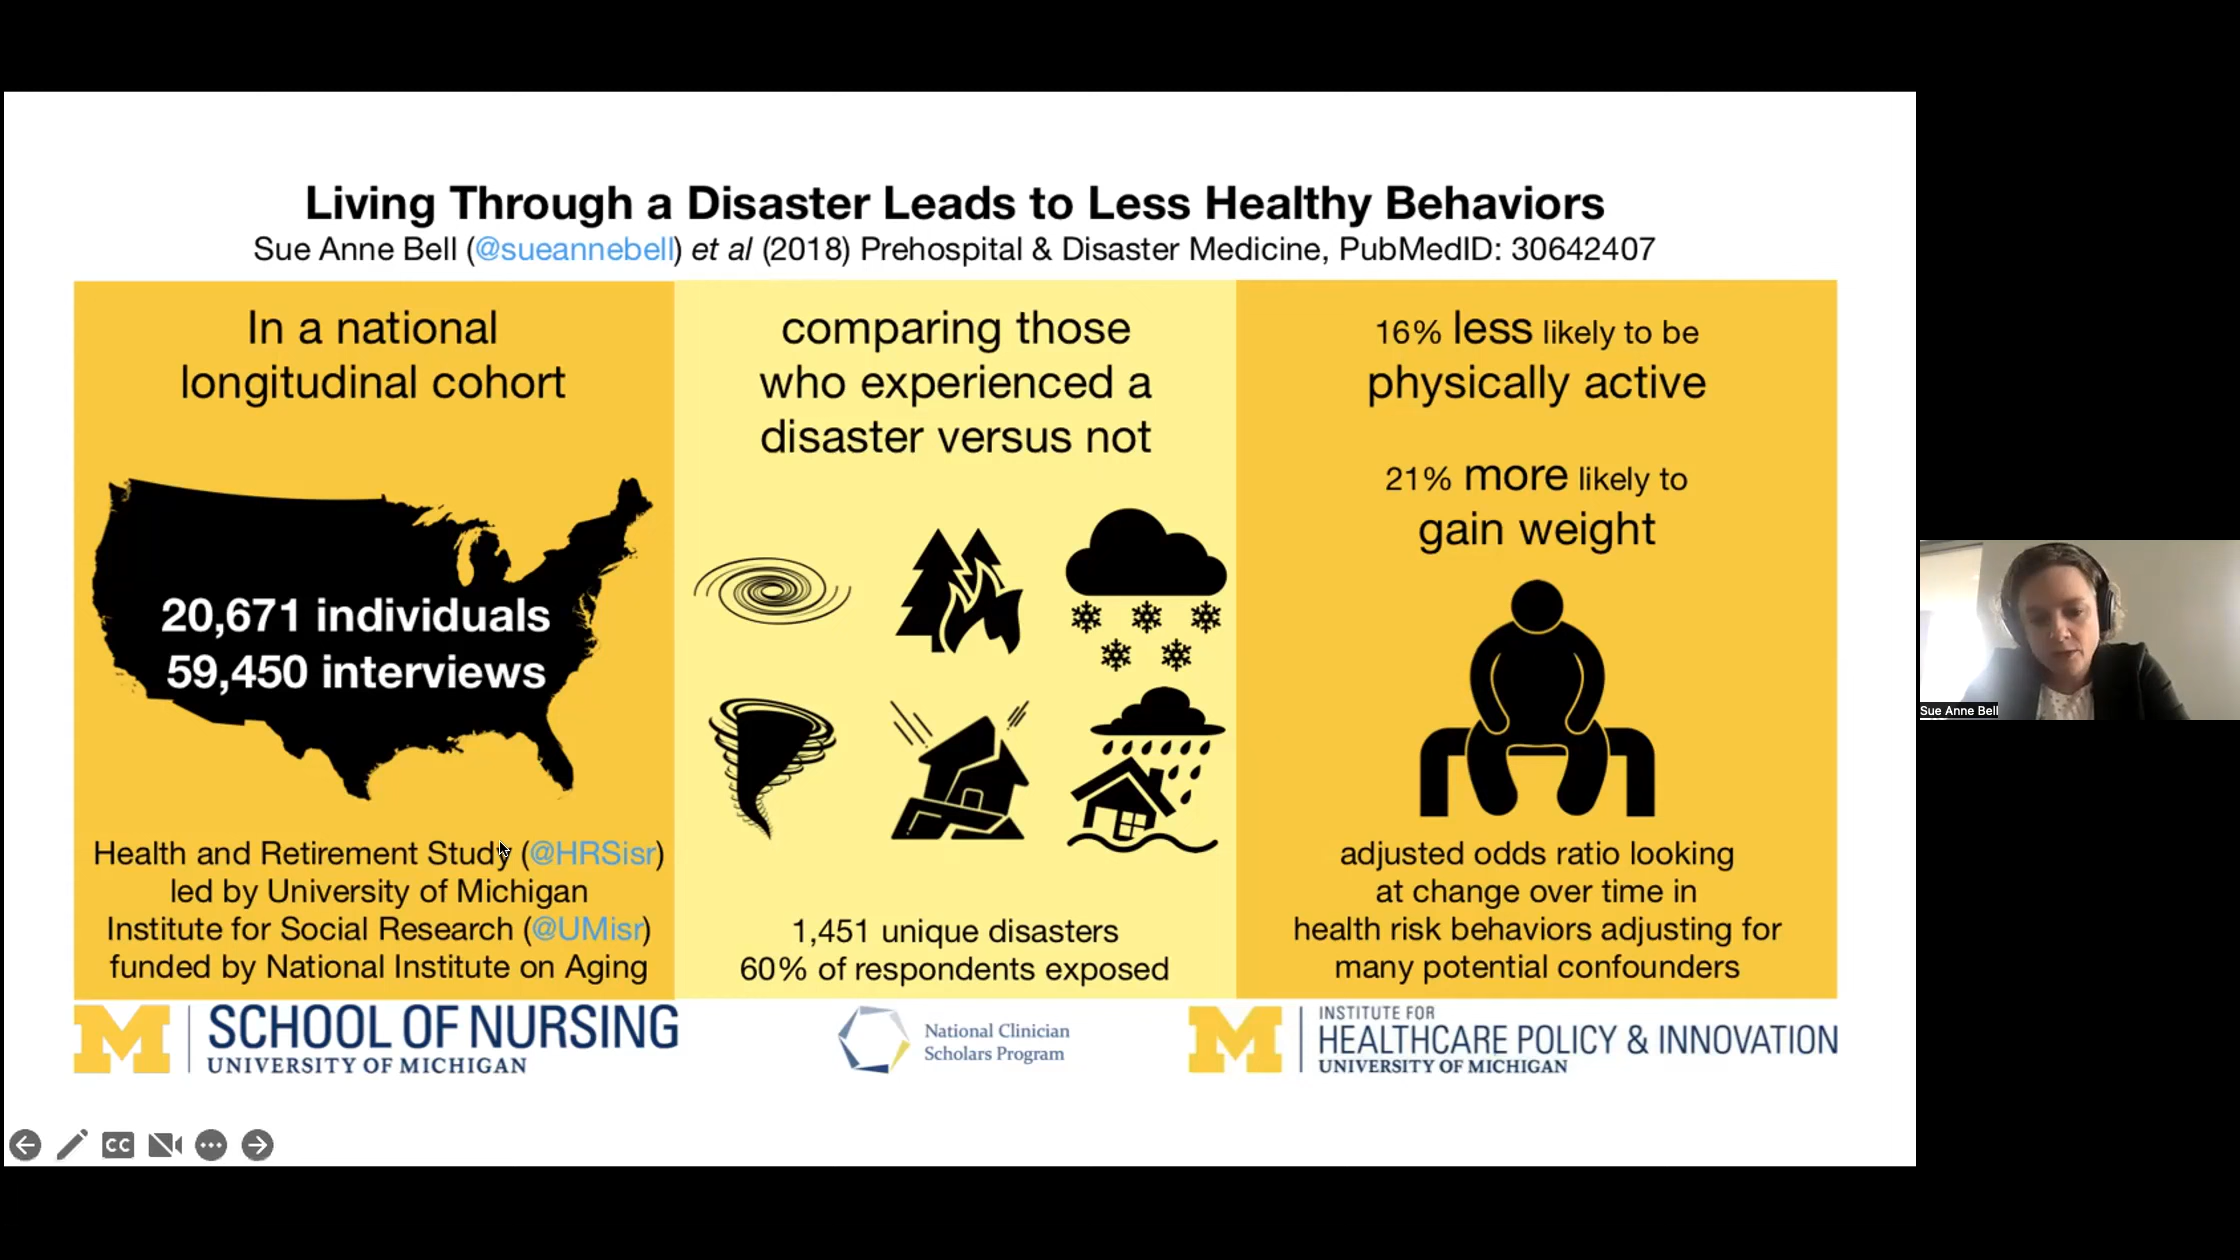 Living Through a Disaster Leads to Less Healthy Behaviors
Sue Anne Bell (@sueannebell) et al (2018) Prehospital & Disaster Medicine, PubMedID: 30642407
In a national
longitudinal cohort
20,671 individuals
59,450 interviews
Health and Retirement Study (@HRSisr)
led by University of Michigan
Institute for Social Research (@UMisr)
funded by National Institute on Aging
comparing those
who experienced a
disaster versus not
1,451 unique disasters
60% of respondents exposed
16% less likely to be
physically active
21% more likely to
gain weight
adjusted odds ratio looking
at change over time in
health risk behaviors adjusting for
many potential confounders
M
SCHOOL OF NURSING
UNIVERSITY OF MICHIGAN
National Clinician
Scholars Program
M
INSTITUTE FOR
HEALTHCARE POLICY & INNOVATION
UNIVERSITY OF MICHIGAN
CC
Sue Anne Bell